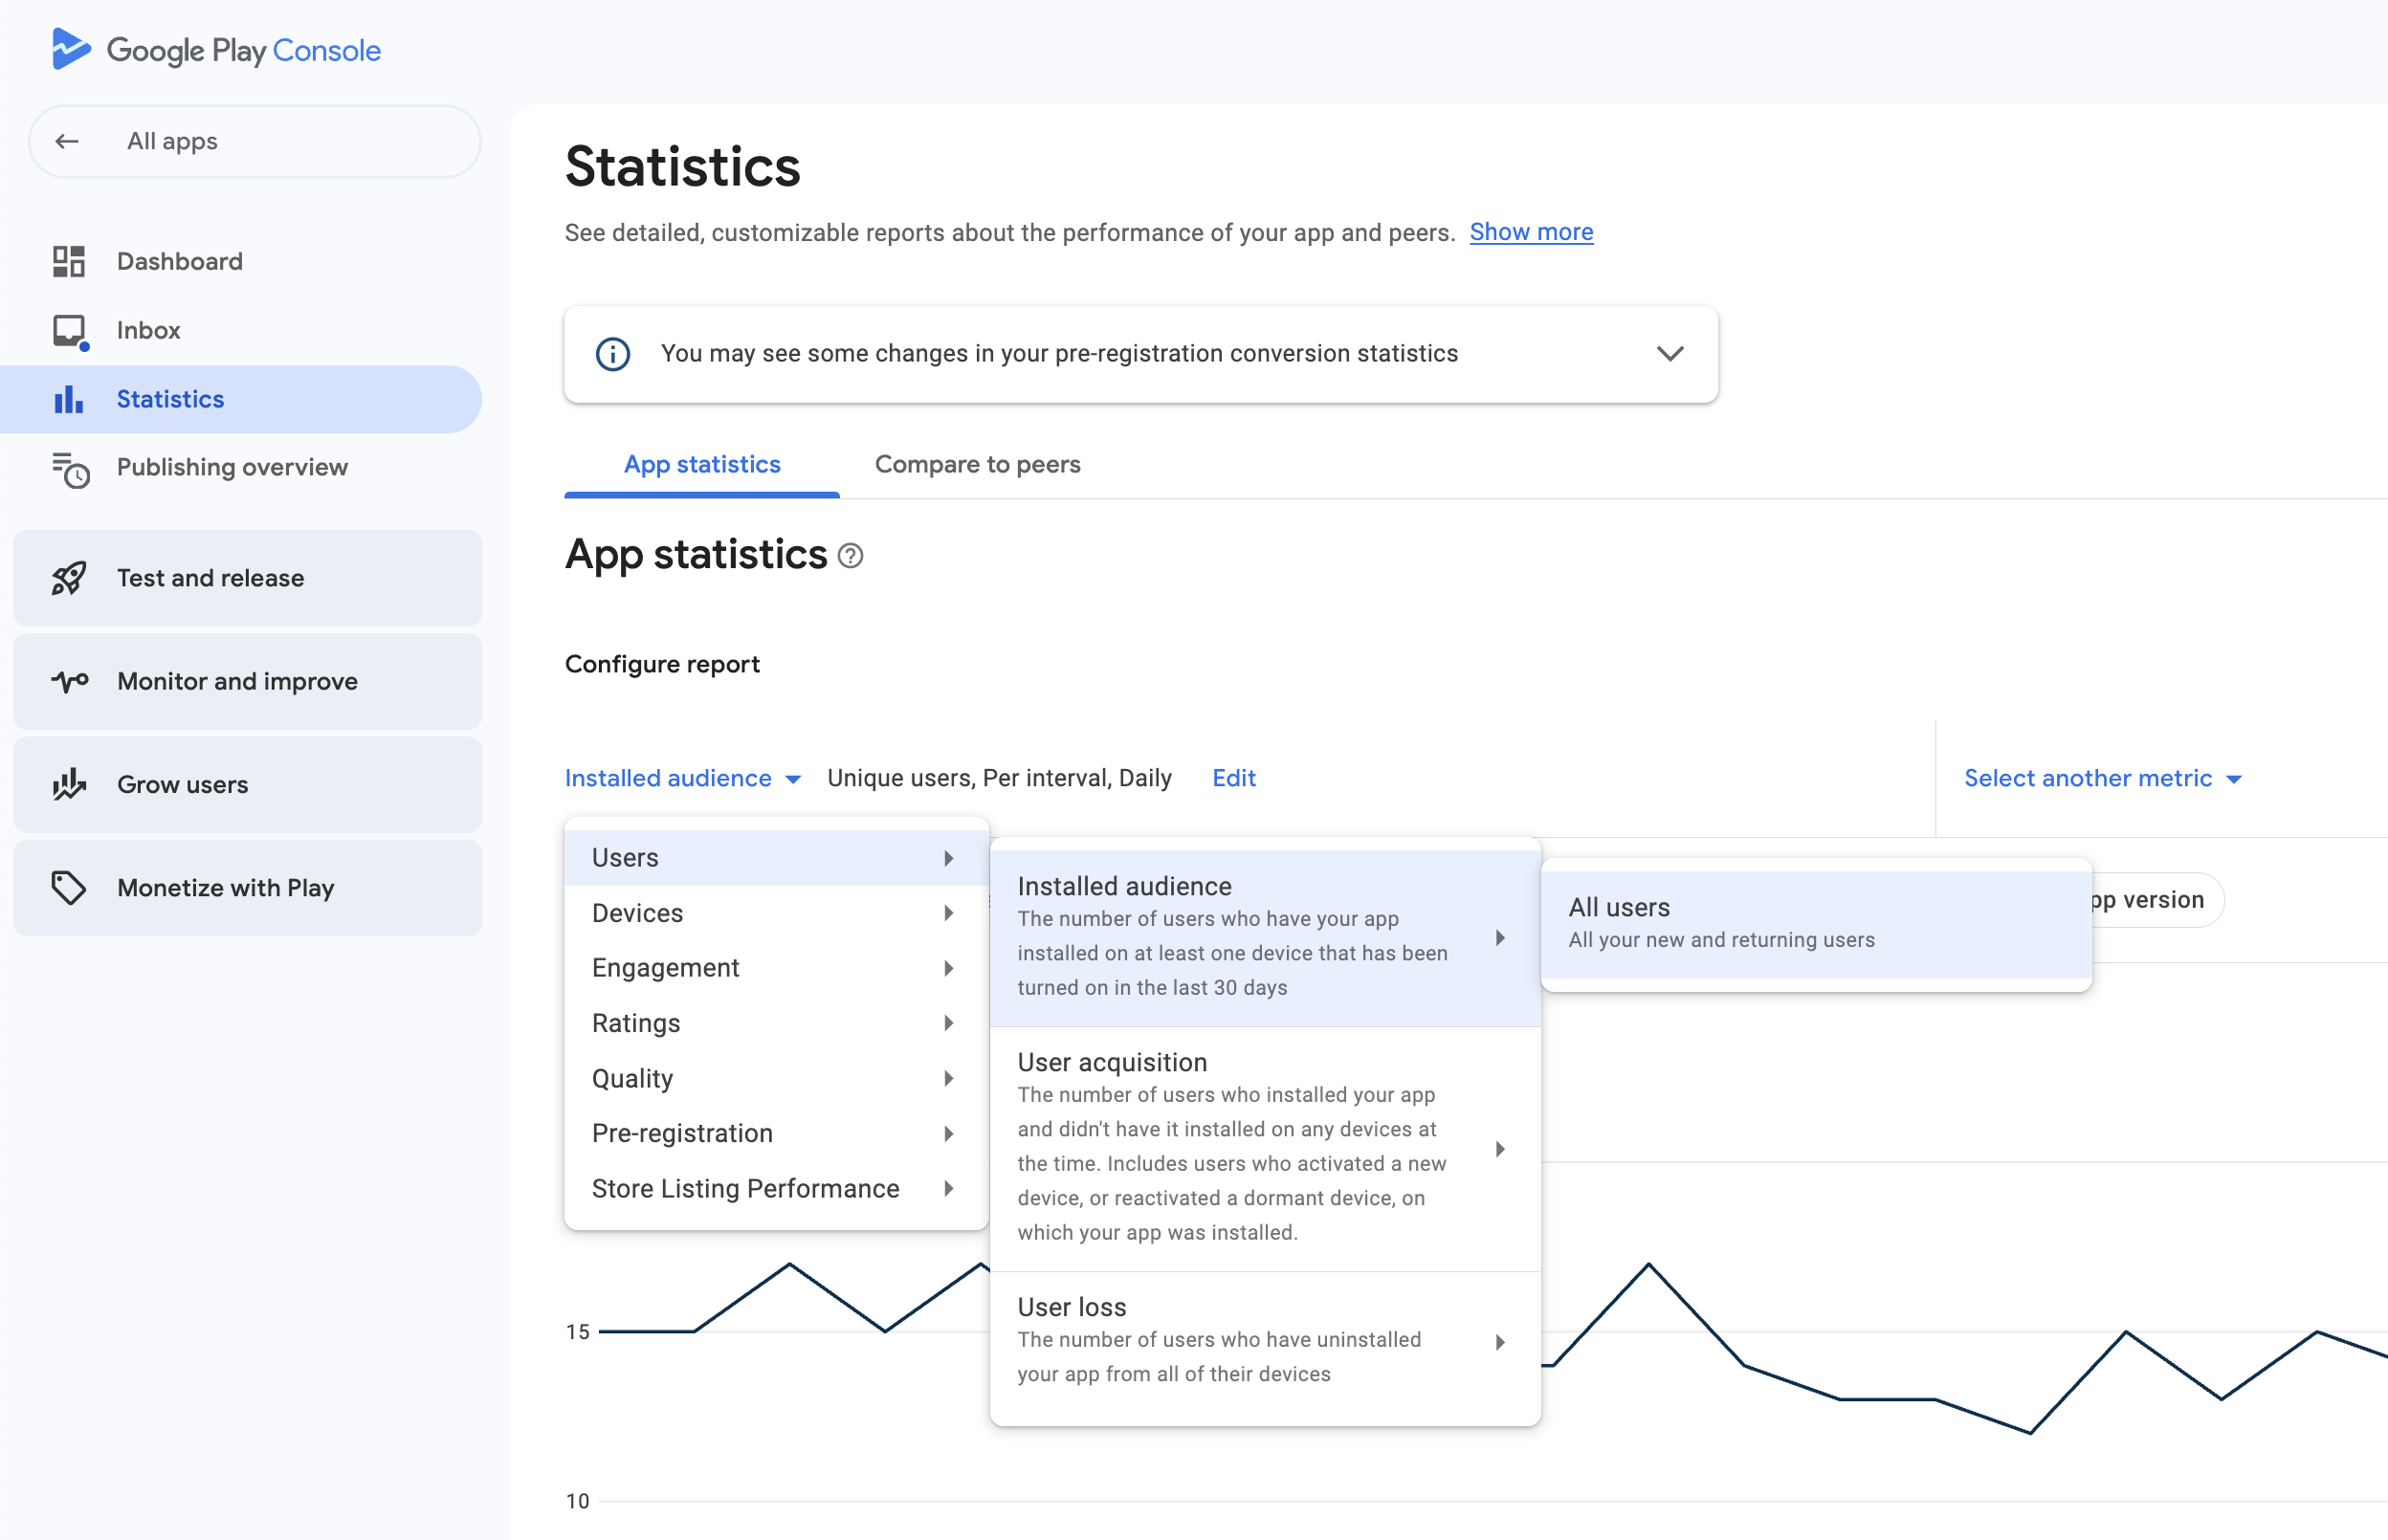 Google Play Console
All apps
Dashboard
Inbox
Statistics
Publishing overview
Test and release
Monitor and improve
Grow users
Monetize with Play
Statistics
See detailed, customizable reports about the performance of your app and peers. Show more
You may see some changes in your pre-registration conversion statistics
App statistics
Compare to peers
App statistics
Configure report
Installed audience
Unique users, Per interval, Daily
Edit
Select another metric
Users
Devices
Engagement
Ratings
Quality
Pre-registration
Store Listing Performance
Installed audience
The number of users who have your app
installed on at least one device that has been
turned on in the last 30 days
User acquisition
The number of users who installed your app
and didn't have it installed on any devices at
the time. Includes users who activated a new
device, or reactivated a dormant device, on
which your app was installed.
User loss
The number of users who have uninstalled
your app from all of their devices
All users
All your new and returning users
version
15
10